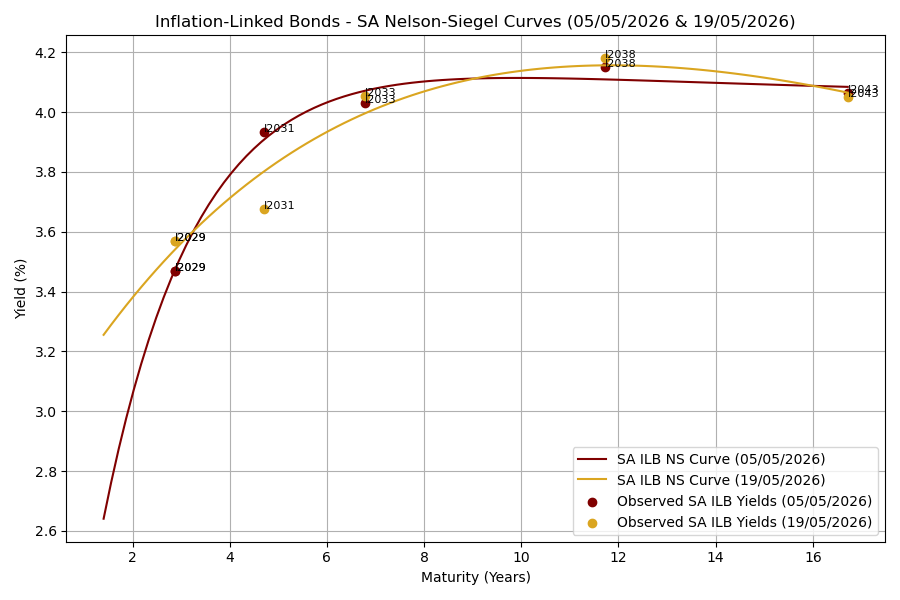 Inflation-Linked Bonds - SA Nelson-Siegel Curves (05/05/2026 & 19/05/2026)
Yield (%)
4.2
4.0
3.8
3.6
3.4
3.2
3.0
2.8
2.6
I2029
I2029
I2031
I2031
I2033
I2033
I2038
I2038
I2043
I2043
SA ILB NS Curve (05/05/2026)
SA ILB NS Curve (19/05/2026)
Observed SA ILB Yields (05/05/2026)
Observed SA ILB Yields (19/05/2026)
2 4 6 8 10 12 14 16
Maturity (Years)